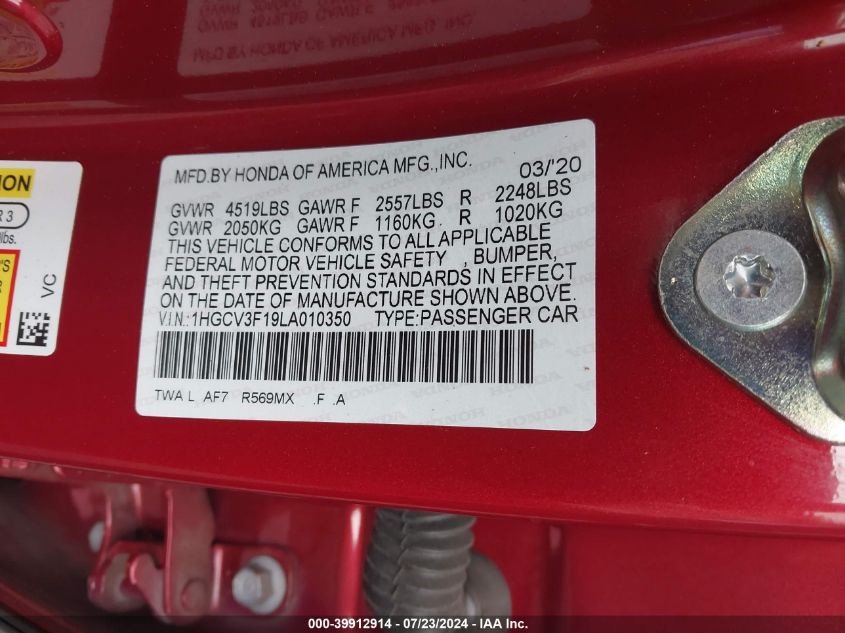 MFD.BY HONDA OF AMERICA MFG.,INC. 03/'20
GVWR 4519LBS GAWR F 2557LBS R 2248LBS
GVWR 2050KG GAWR F 1160KG. R 1020KG
THIS VEHICLE CONFORMS TO ALL APPLICABLE
FEDERAL MOTOR VEHICLE SAFETY , BUMPER,
AND THEFT PREVENTION STANDARDS IN EFFECT
ON THE DATE OF MANUFACTURE SHOWN ABOVE.
V.I.N.:1HGCV3F19LA010350 TYPE:PASSENGER CAR
TWA L AF7 R569MX .F .A
ION
R 3
lbs.
'S
R
VC
000-39912914 - 07/23/2024 - IAA, Inc.